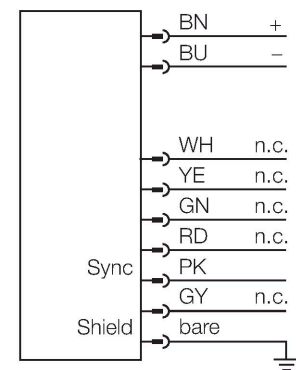 BN +
BU –
WH n.c.
YE n.c.
GN n.c.
RD n.c.
Sync PK
GY n.c.
Shield bare